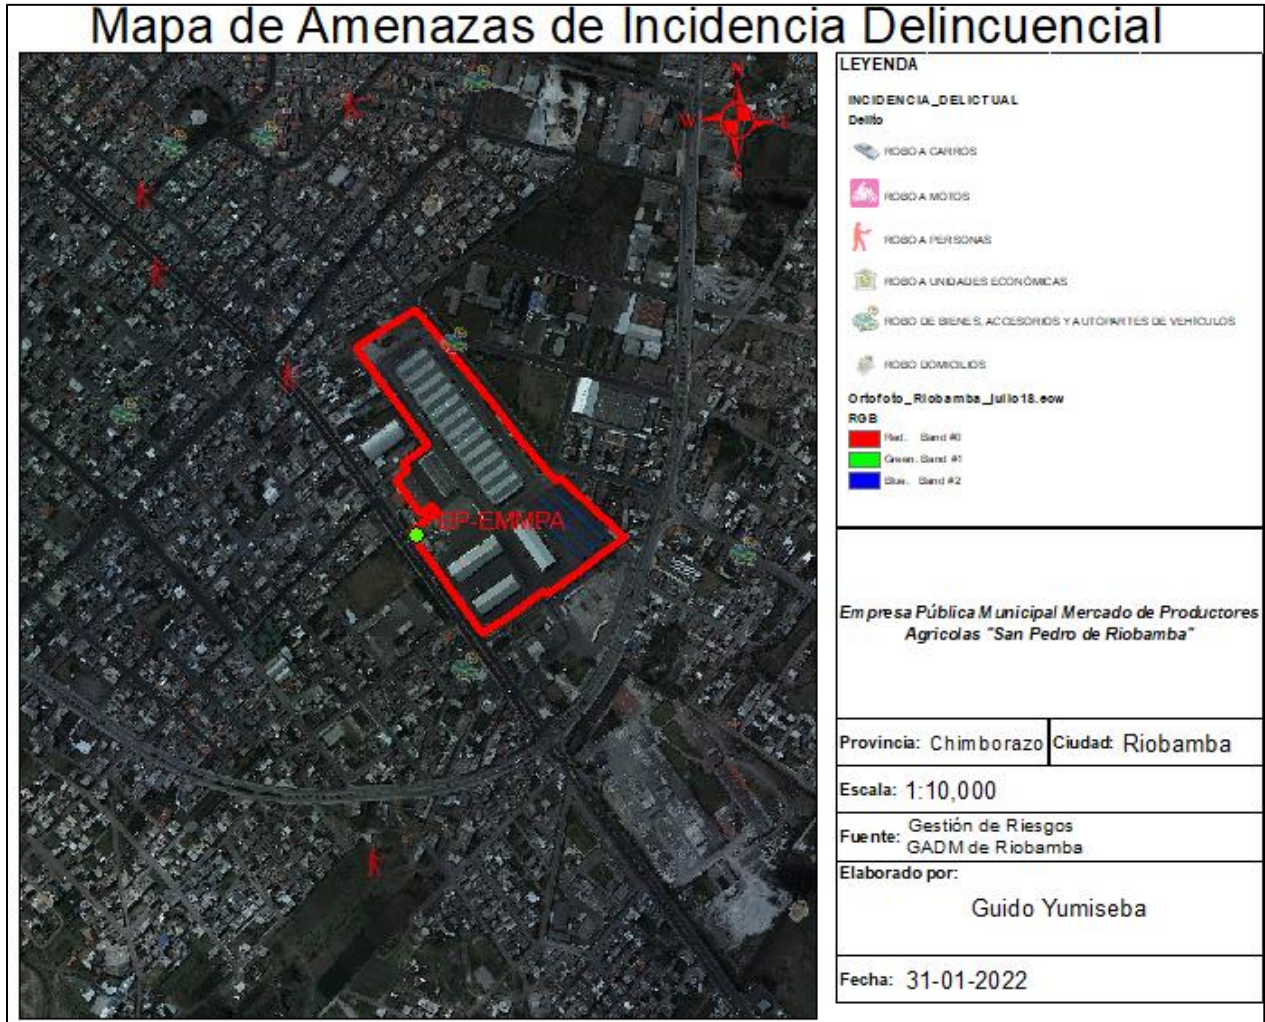 Mapa de Amenazas de Incidencia Delincuencial
N
W
E
S
EP-EMMPA
LEYENDA
INCIDENCIA_DELICTUAL
Delito
ROBO A CARROS
ROBO A MOTOS
ROBO A PERSONAS
ROBO A UNIDADES ECONÓMICAS
ROBO DE BIENES, ACCESORIOS Y AUTOPARTES DE VEHICULOS
ROBO DOMICILIOS
Ortofoto_Riobamba_julio18.eow
RGB
Red: Band #0
Green: Band #1
Blue: Band #2
Empresa Pública Municipal Mercado de Productores
Agricolas "San Pedro de Riobamba"
Provincia: Chimborazo Ciudad: Riobamba
Escala: 1:10,000
Fuente: Gestión de Riesgos
GADM de Riobamba
Elaborado por:
Guido Yumiseba
Fecha: 31-01-2022